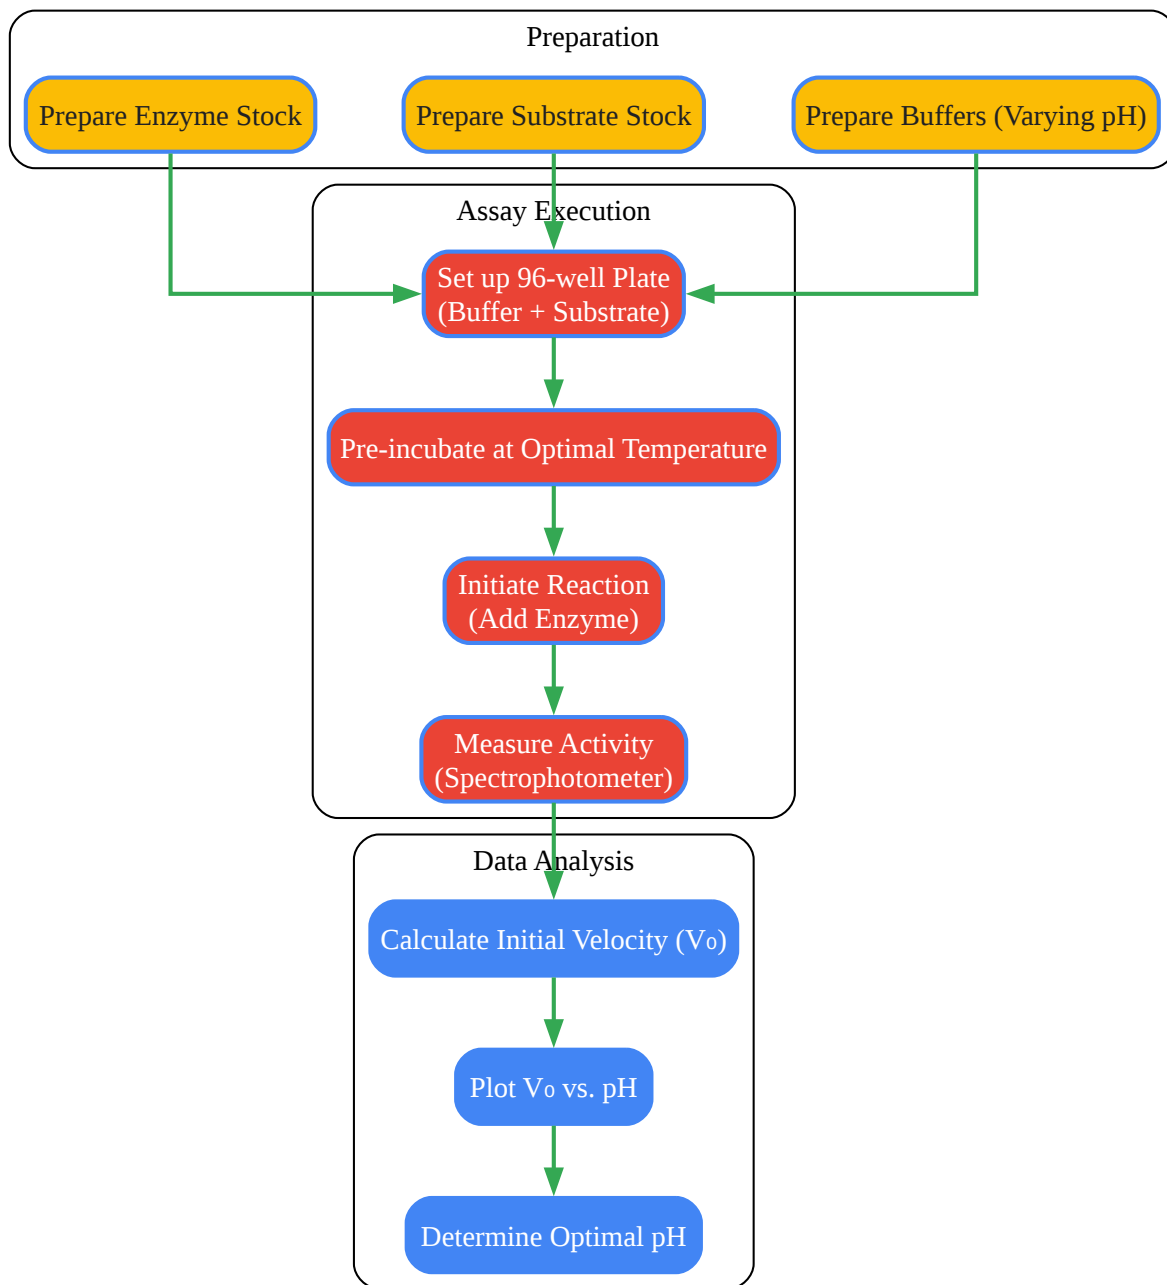 Preparation
Prepare Enzyme Stock
Prepare Substrate Stock
Prepare Buffers (Varying pH)
Assay Execution
Set up 96-well Plate
(Buffer + Substrate)
Pre-incubate at Optimal Temperature
Initiate Reaction
(Add Enzyme)
Measure Activity
(Spectrophotometer)
Data Analysis
Calculate Initial Velocity (V₀)
Plot V₀ vs. pH
Determine Optimal pH